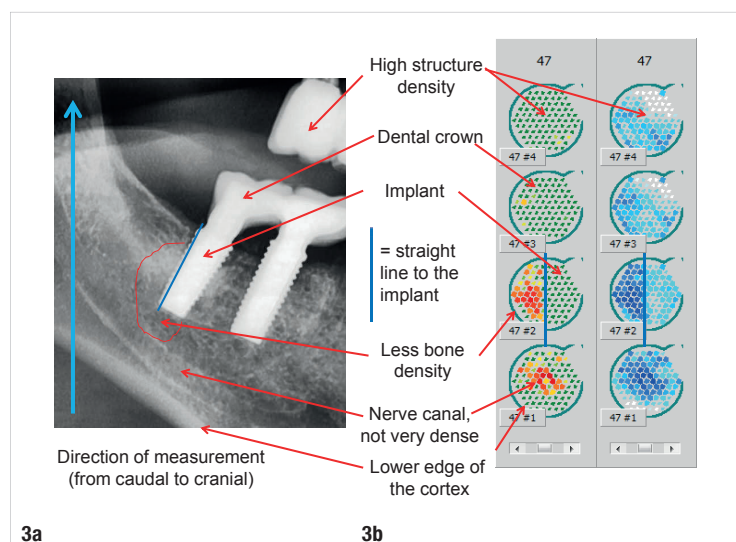 High structure
density
Dental crown
Implant
= straight
line to the
implant
Less bone
density
Nerve canal,
not very dense
Lower edge of
the cortex
Direction of measurement
(from caudal to cranial)
47
47
47 #4
47 #4
47 #3
47 #3
47 #2
47 #2
47 #1
47 #1
3a
3b